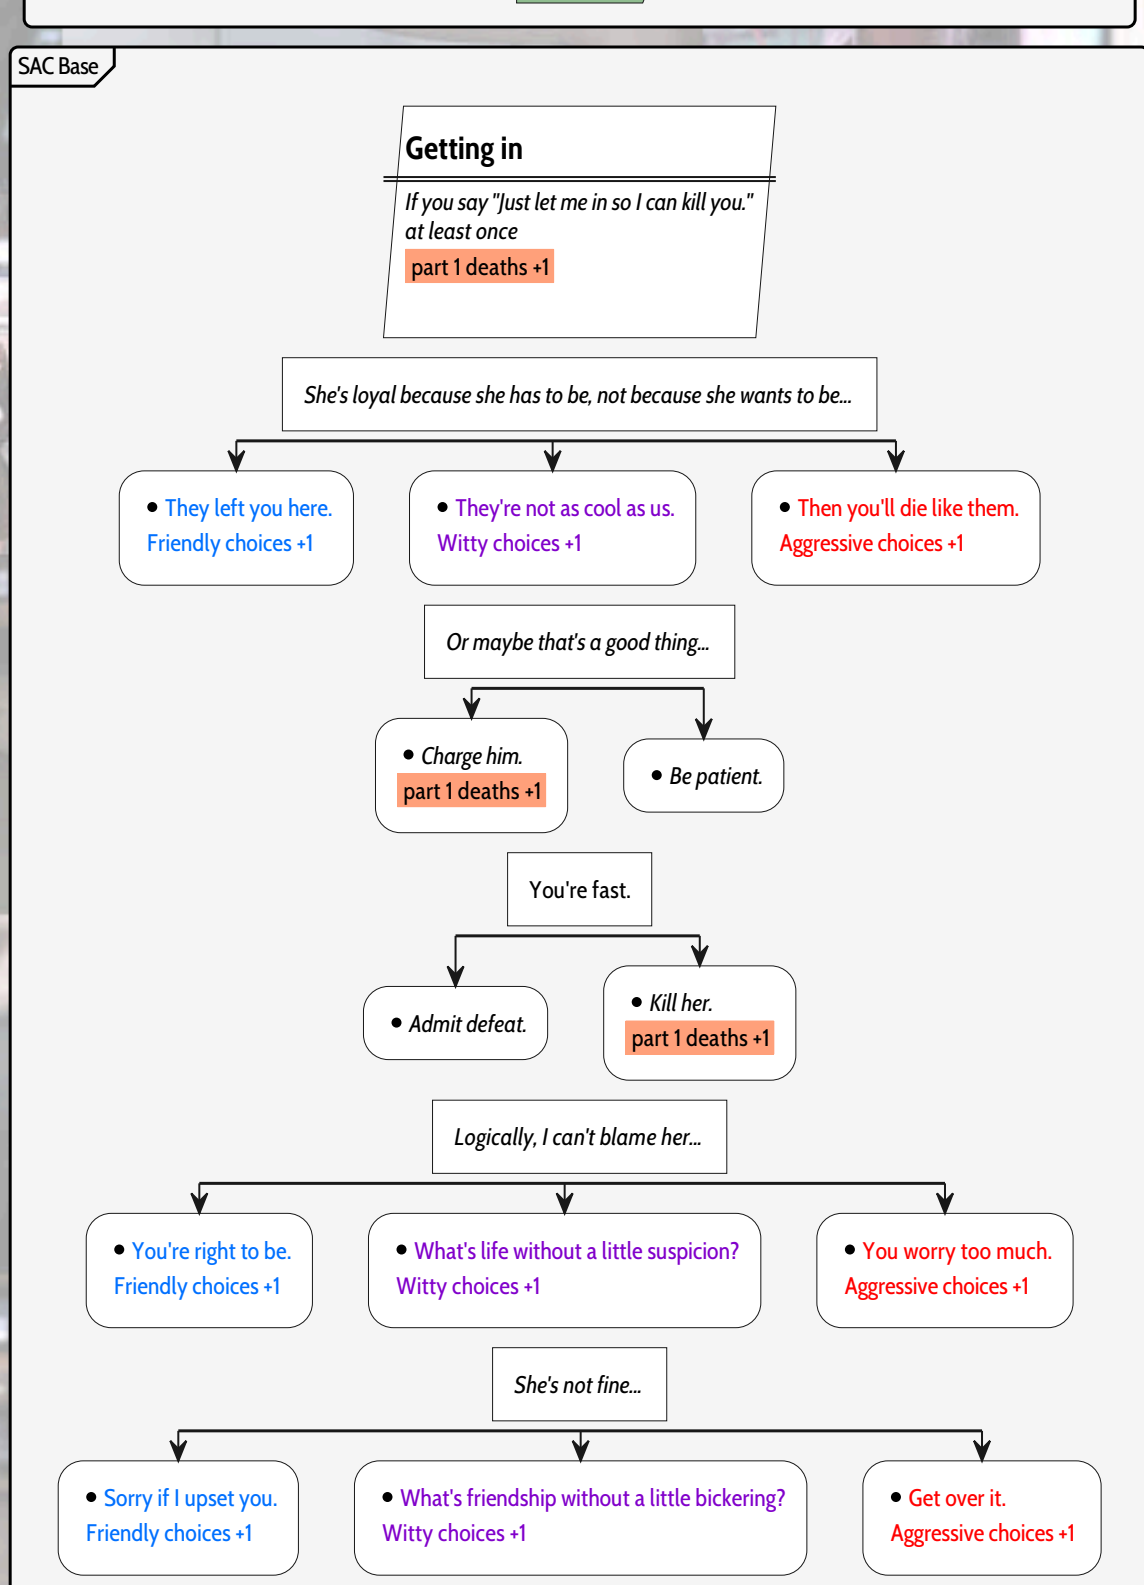 SAC Base
Getting in
If you say "Just let me in so I can kill you."
at least once
part 1 deaths +1
She's loyal because she has to be, not because she wants to be...
• They left you here.
Friendly choices +1
• They're not as cool as us.
Witty choices +1
• Then you'll die like them.
Aggressive choices +1
Or maybe that's a good thing...
• Charge him.
part 1 deaths +1
• Be patient.
You're fast.
• Admit defeat.
• Kill her.
part 1 deaths +1
Logically, I can't blame her...
• You're right to be.
Friendly choices +1
• What's life without a little suspicion?
Witty choices +1
• You worry too much.
Aggressive choices +1
She's not fine...
• Sorry if I upset you.
Friendly choices +1
• What's friendship without a little bickering?
Witty choices +1
• Get over it.
Aggressive choices +1